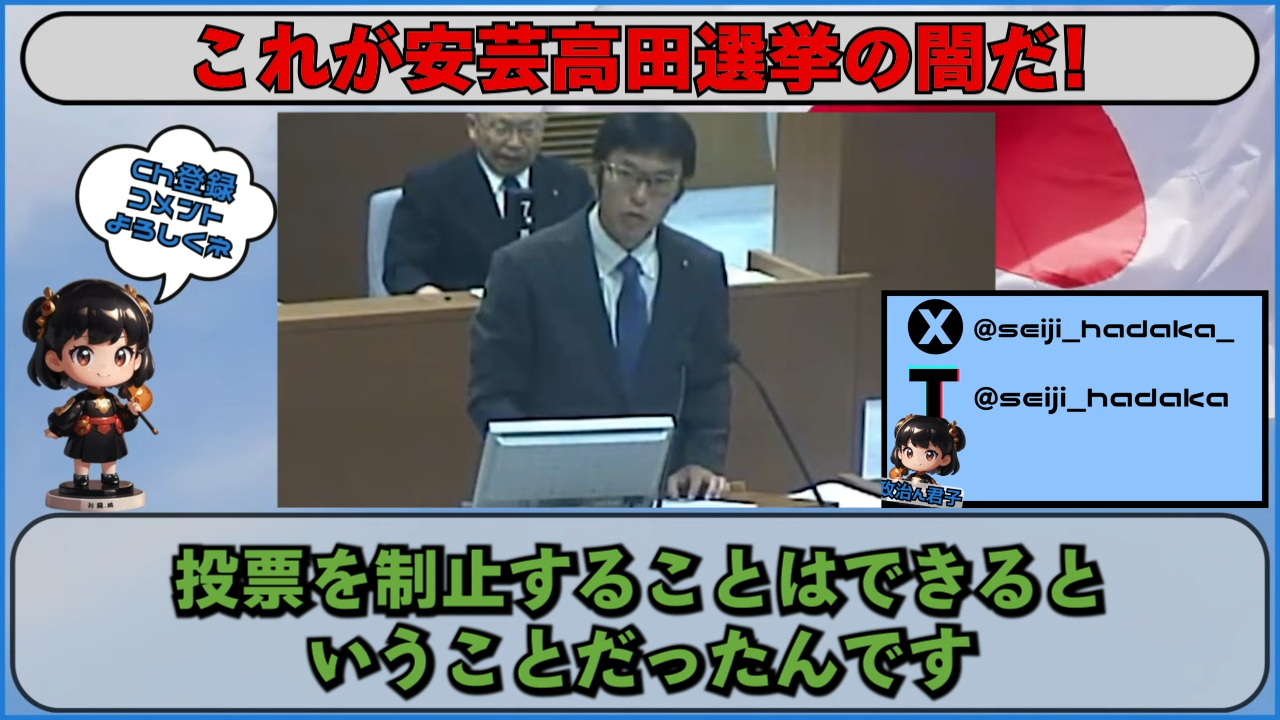 これが安芸高田選挙の闇だ!
Ch登録
コメント
よろしくネ
7
X @seiji_hadaka_
T @seiji_hadaka
政治ん君子
投票を制止することはできると
いうことだったんです